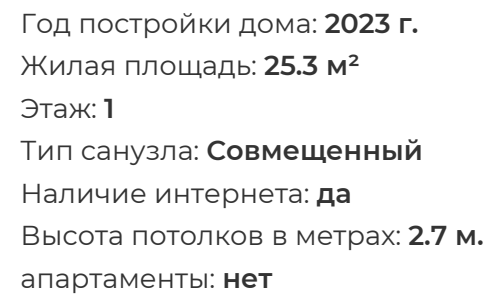 Год постройки дома: 2023 г.
Жилая площадь: 25.3 м²
Этаж: 1
Тип санузла: Совмещенный
Наличие интернета: да
Высота потолков в метрах: 2.7 м.
апартаменты: нет